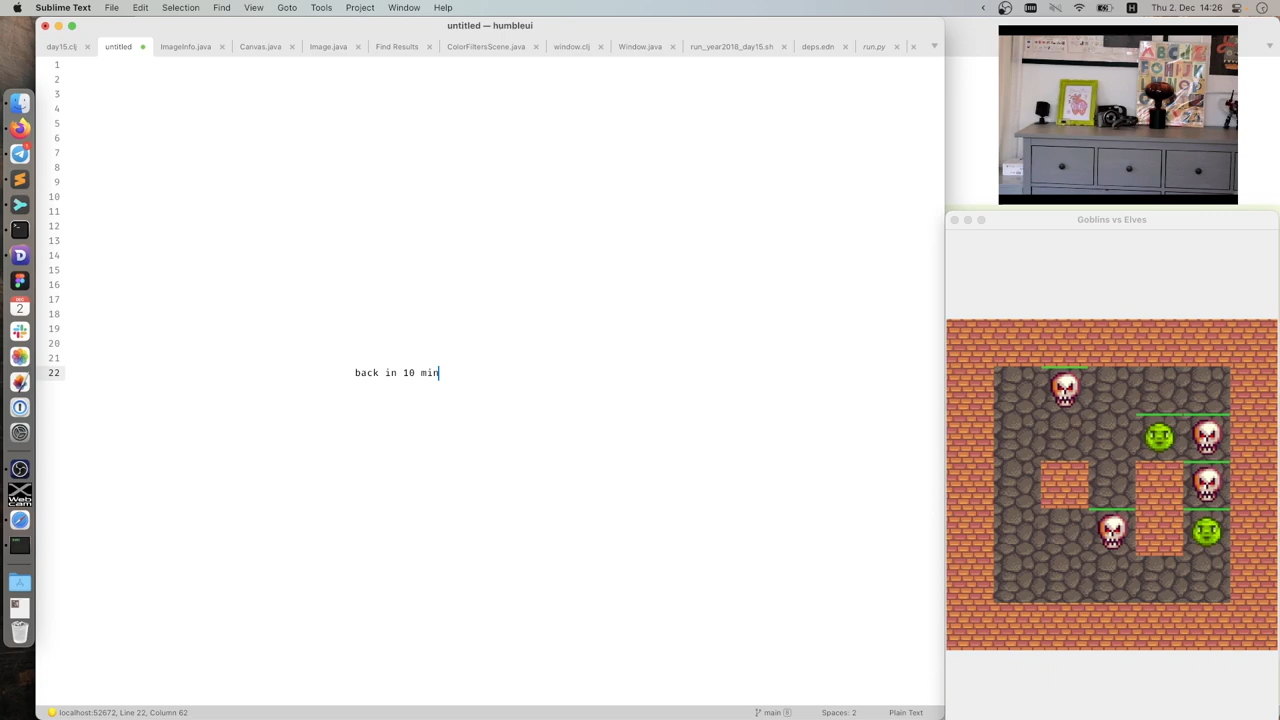 Sublime Text File Edit Selection Find View Goto Tools Project Window Help
Thu 2. Dec 14:26
untitled — humbleui
day15.clj untitled ImageInfo.java Canvas.java Image.java Find Results ColorFiltersScene.java window.clj Window.java run_year2018_day15.sh deps.edn run.py
1
2
3
4
5
6
7
8
9
10
11
12
13
14
15
16
17
18
19
20
21
22 back in 10 min
localhost:52672, Line 22, Column 62
main 8 Spaces: 2 Plain Text
Goblins vs Elves
DEC
2